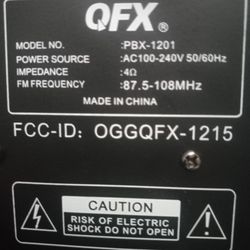 QFX®
MODEL NO. :PBX-1201
POWER SOURCE :AC100-240V 50/60Hz
IMPEDANCE :4Ω
FM FREQUENCY :87.5-108MHz
MADE IN CHINA
FCC-ID: OGGQFX-1215
CAUTION
RISK OF ELECTRIC
SHOCK DO NOT OPEN